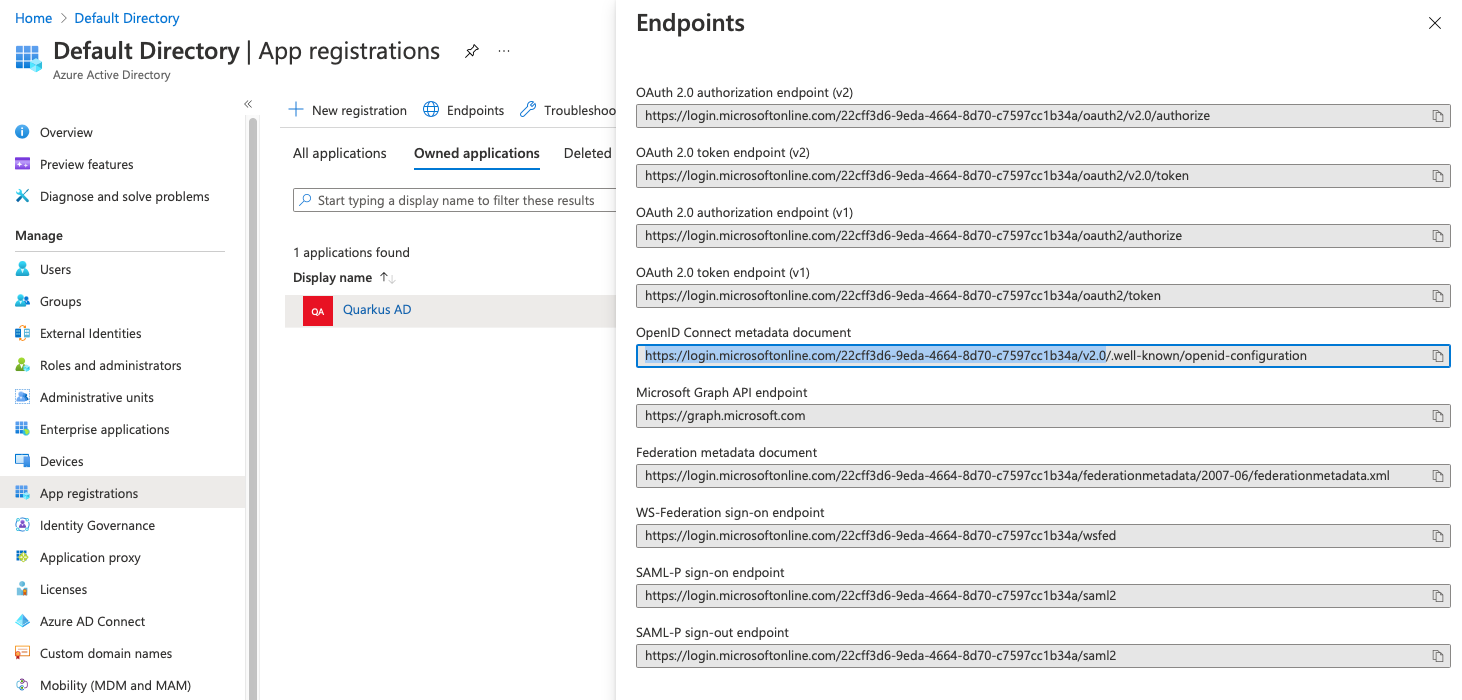 Home > Default Directory
Default Directory | App registrations
Azure Active Directory
Overview
Preview features
Diagnose and solve problems
Manage
Users
Groups
External Identities
Roles and administrators
Administrative units
Enterprise applications
Devices
App registrations
Identity Governance
Application proxy
Licenses
Azure AD Connect
Custom domain names
Mobility (MDM and MAM)
New registration Endpoints Troubleshoo
All applications Owned applications Deleted
Start typing a display name to filter these results
1 applications found
Display name
QA Quarkus AD
Endpoints
OAuth 2.0 authorization endpoint (v2)
https://login.microsoftonline.com/22cff3d6-9eda-4664-8d70-c7597cc1b34a/oauth2/v2.0/authorize
OAuth 2.0 token endpoint (v2)
https://login.microsoftonline.com/22cff3d6-9eda-4664-8d70-c7597cc1b34a/oauth2/v2.0/token
OAuth 2.0 authorization endpoint (v1)
https://login.microsoftonline.com/22cff3d6-9eda-4664-8d70-c7597cc1b34a/oauth2/authorize
OAuth 2.0 token endpoint (v1)
https://login.microsoftonline.com/22cff3d6-9eda-4664-8d70-c7597cc1b34a/oauth2/token
OpenID Connect metadata document
https://login.microsoftonline.com/22cff3d6-9eda-4664-8d70-c7597cc1b34a/v2.0/.well-known/openid-configuration
Microsoft Graph API endpoint
https://graph.microsoft.com
Federation metadata document
https://login.microsoftonline.com/22cff3d6-9eda-4664-8d70-c7597cc1b34a/federationmetadata/2007-06/federationmetadata.xml
WS-Federation sign-on endpoint
https://login.microsoftonline.com/22cff3d6-9eda-4664-8d70-c7597cc1b34a/wsfed
SAML-P sign-on endpoint
https://login.microsoftonline.com/22cff3d6-9eda-4664-8d70-c7597cc1b34a/saml2
SAML-P sign-out endpoint
https://login.microsoftonline.com/22cff3d6-9eda-4664-8d70-c7597cc1b34a/saml2